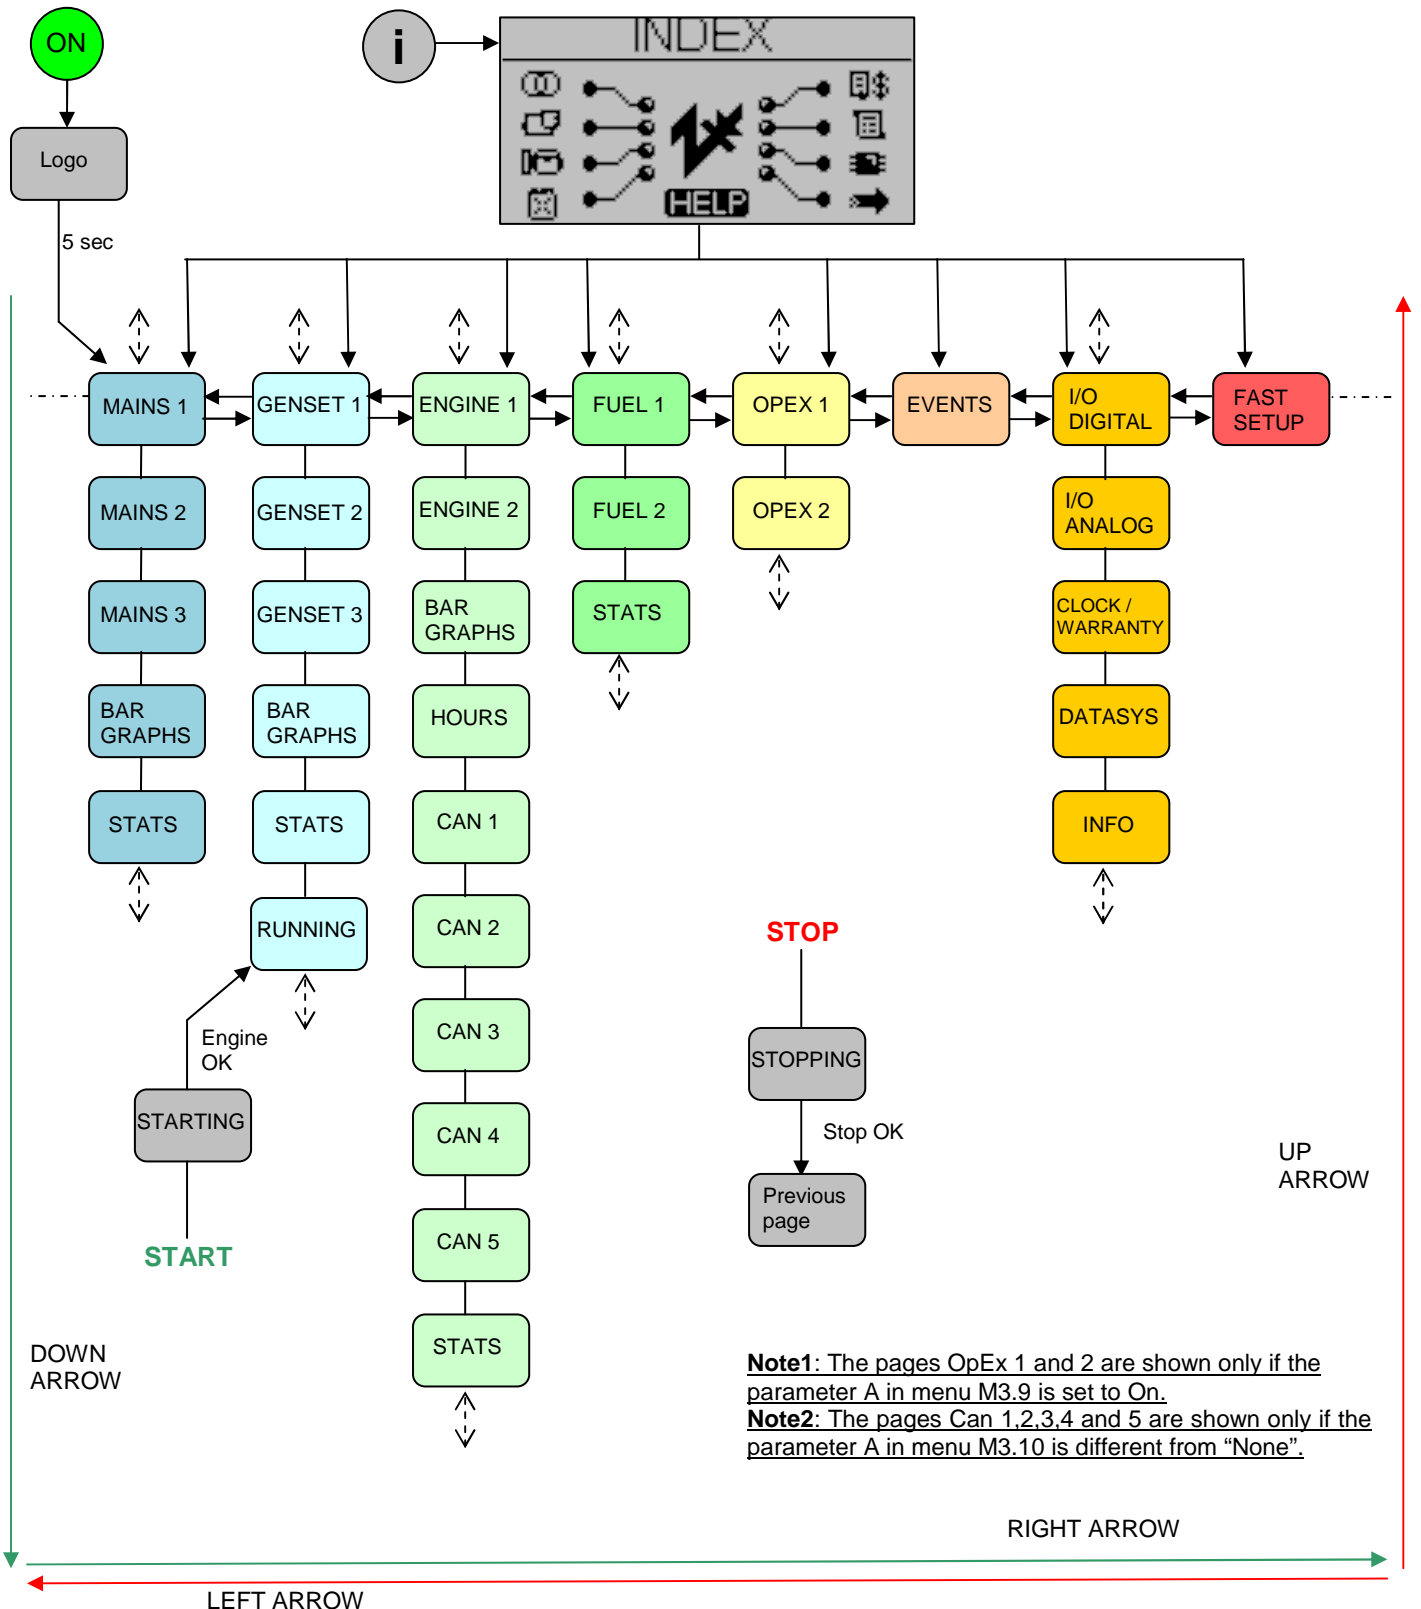 ON
i
INDEX
HELP
Logo
5 sec
MAINS 1
GENSET 1
ENGINE 1
FUEL 1
OPEX 1
EVENTS
I/O
DIGITAL
FAST
SETUP
MAINS 2
GENSET 2
ENGINE 2
FUEL 2
OPEX 2
I/O
ANALOG
MAINS 3
GENSET 3
BAR
GRAPHS
STATS
CLOCK /
WARRANTY
BAR
GRAPHS
BAR
GRAPHS
HOURS
DATASYS
STATS
STATS
CAN 1
INFO
RUNNING
CAN 2
STOP
Engine
OK
CAN 3
STOPPING
STARTING
CAN 4
Stop OK
UP
ARROW
Previous
page
START
CAN 5
DOWN
ARROW
STATS
Note1: The pages OpEx 1 and 2 are shown only if the
parameter A in menu M3.9 is set to On.
Note2: The pages Can 1,2,3,4 and 5 are shown only if the
parameter A in menu M3.10 is different from “None”.
RIGHT ARROW
LEFT ARROW